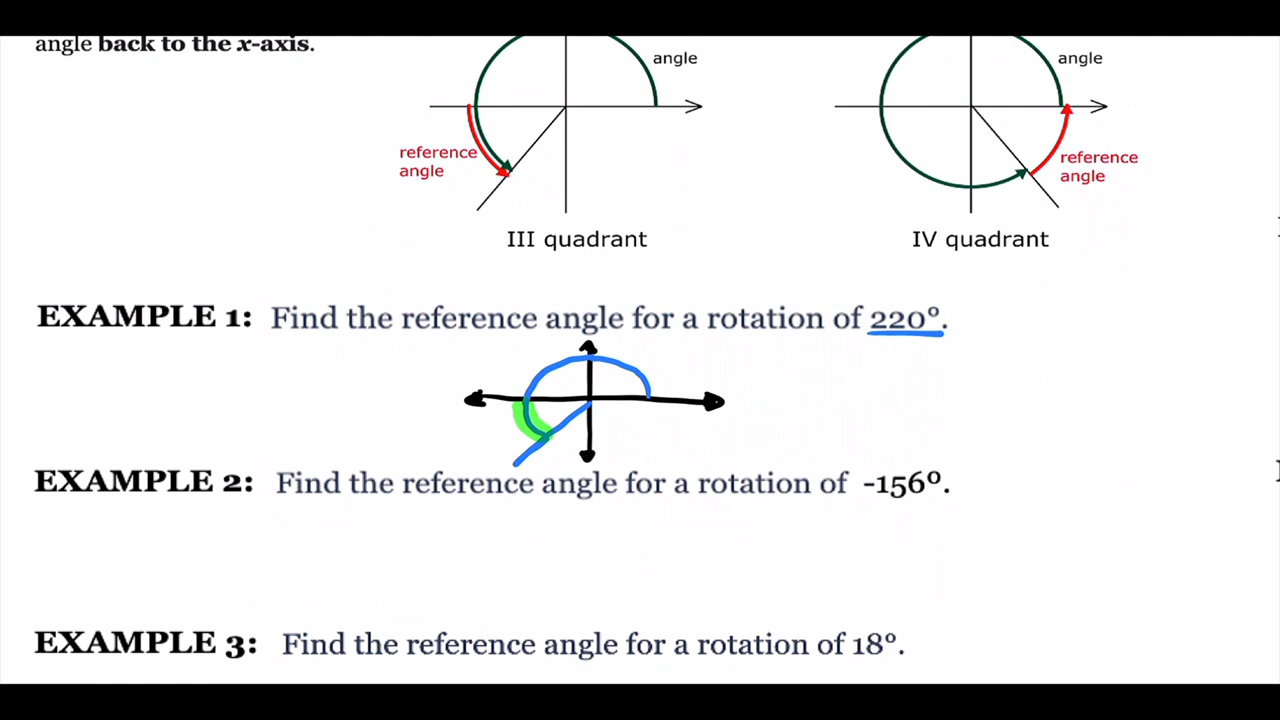 angle back to the x-axis.
angle
angle
reference
angle
reference
angle
III quadrant
IV quadrant
EXAMPLE 1: Find the reference angle for a rotation of 220°.
EXAMPLE 2: Find the reference angle for a rotation of -156º.
EXAMPLE 3: Find the reference angle for a rotation of 18°.